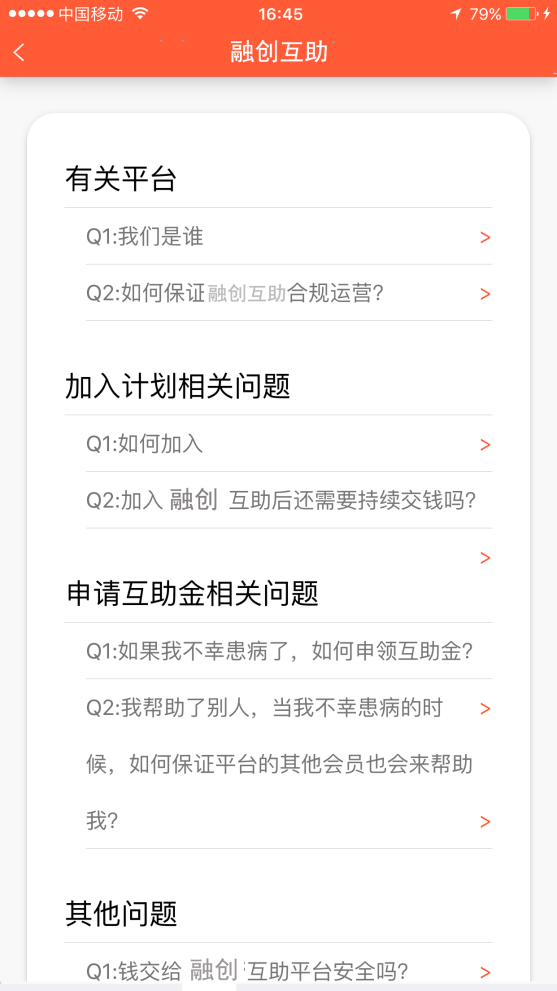 中国移动 16:45 79%
融创互助
有关平台
Q1:我们是谁 >
Q2:如何保证融创互助合规运营? >
加入计划相关问题
Q1:如何加入 >
Q2:加入 融创 互助后还需要持续交钱吗?
>
申请互助金相关问题
Q1:如果我不幸患病了，如何申领互助金?
Q2:我帮助了别人，当我不幸患病的时 >
候，如何保证平台的其他会员也会来帮助
我? >
其他问题
Q1:钱交给 融创 互助平台安全吗? >